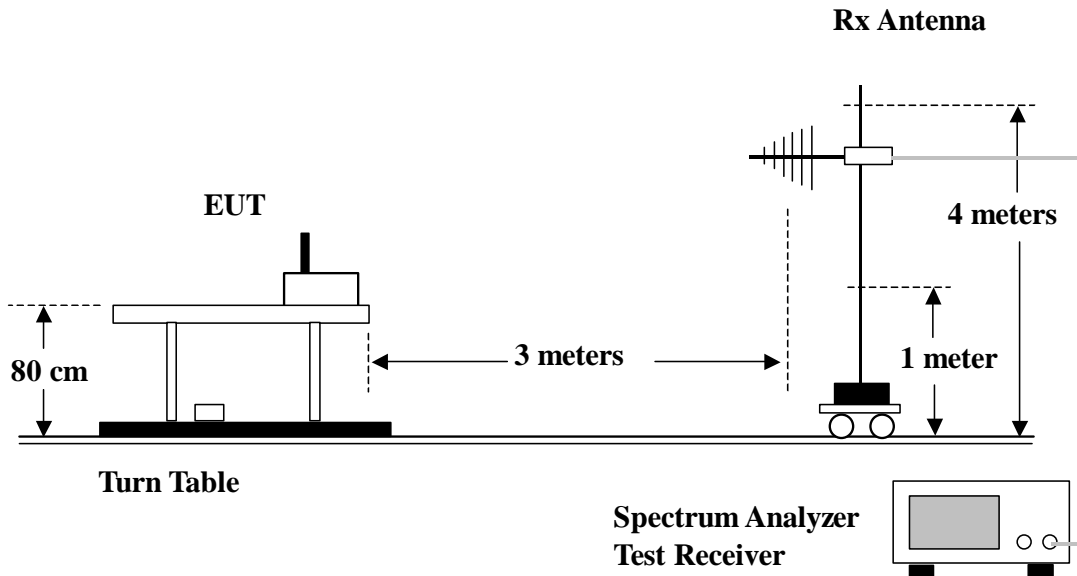 Rx Antenna
EUT
4 meters
80 cm
3 meters
1 meter
Turn Table
Spectrum Analyzer
Test Receiver